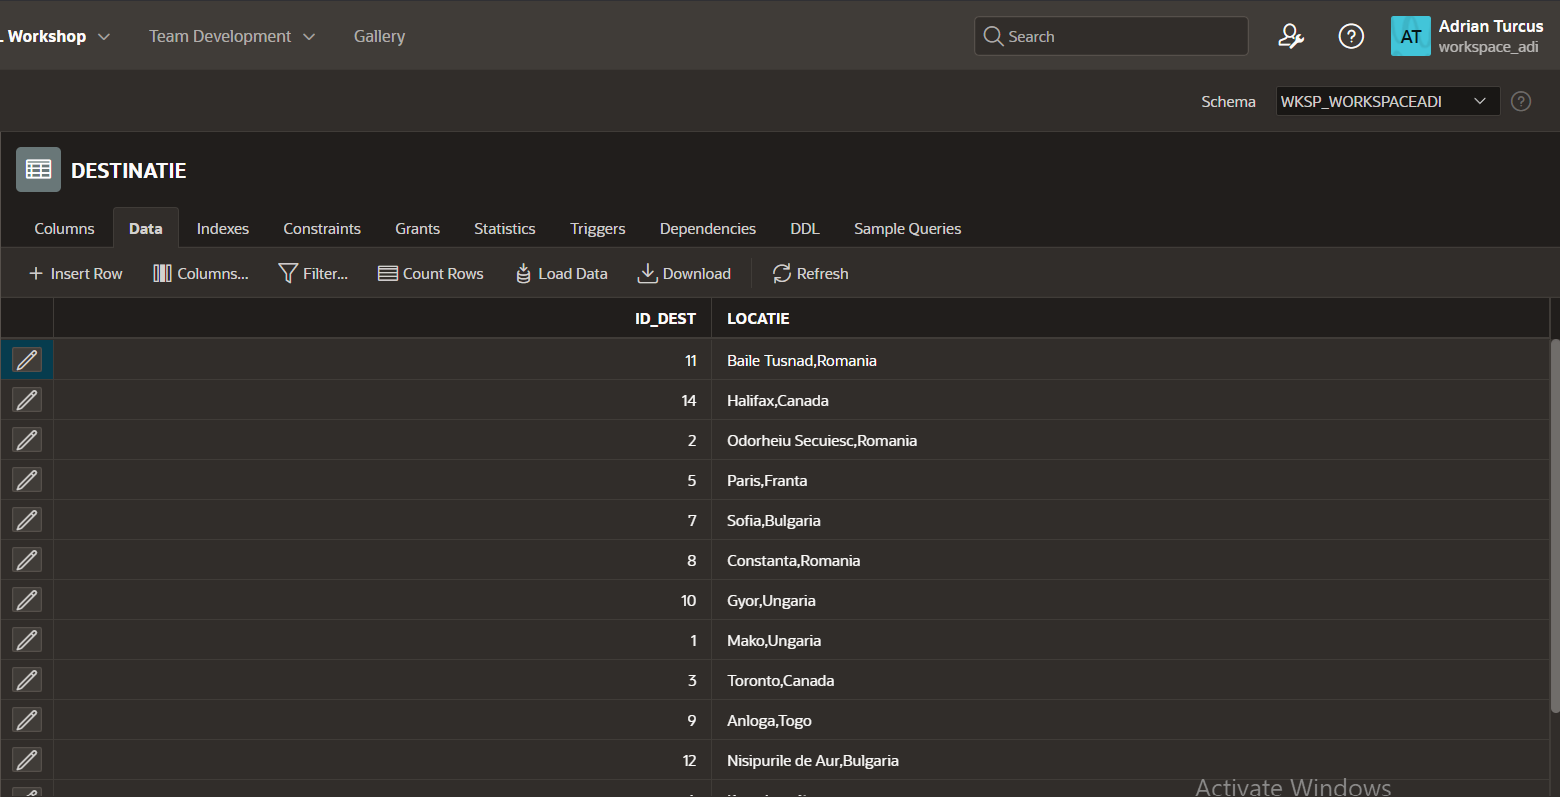 L Workshop Team Development Gallery Search Adrian Turcus
AT workspace_adi
Schema WKSP_WORKSPACEADI
DESTINATIE
Columns Data Indexes Constraints Grants Statistics Triggers Dependencies DDL Sample Queries
Insert Row Columns... Filter... Count Rows Load Data Download Refresh
ID_DEST LOCATIE
11 Baile Tusnad,Romania
14 Halifax,Canada
2 Odorheiu Secuiesc,Romania
5 Paris,Franta
7 Sofia,Bulgaria
8 Constanta,Romania
10 Gyor,Ungaria
1 Mako,Ungaria
3 Toronto,Canada
9 Anloga,Togo
12 Nisipurile de Aur,Bulgaria
Activate Windows